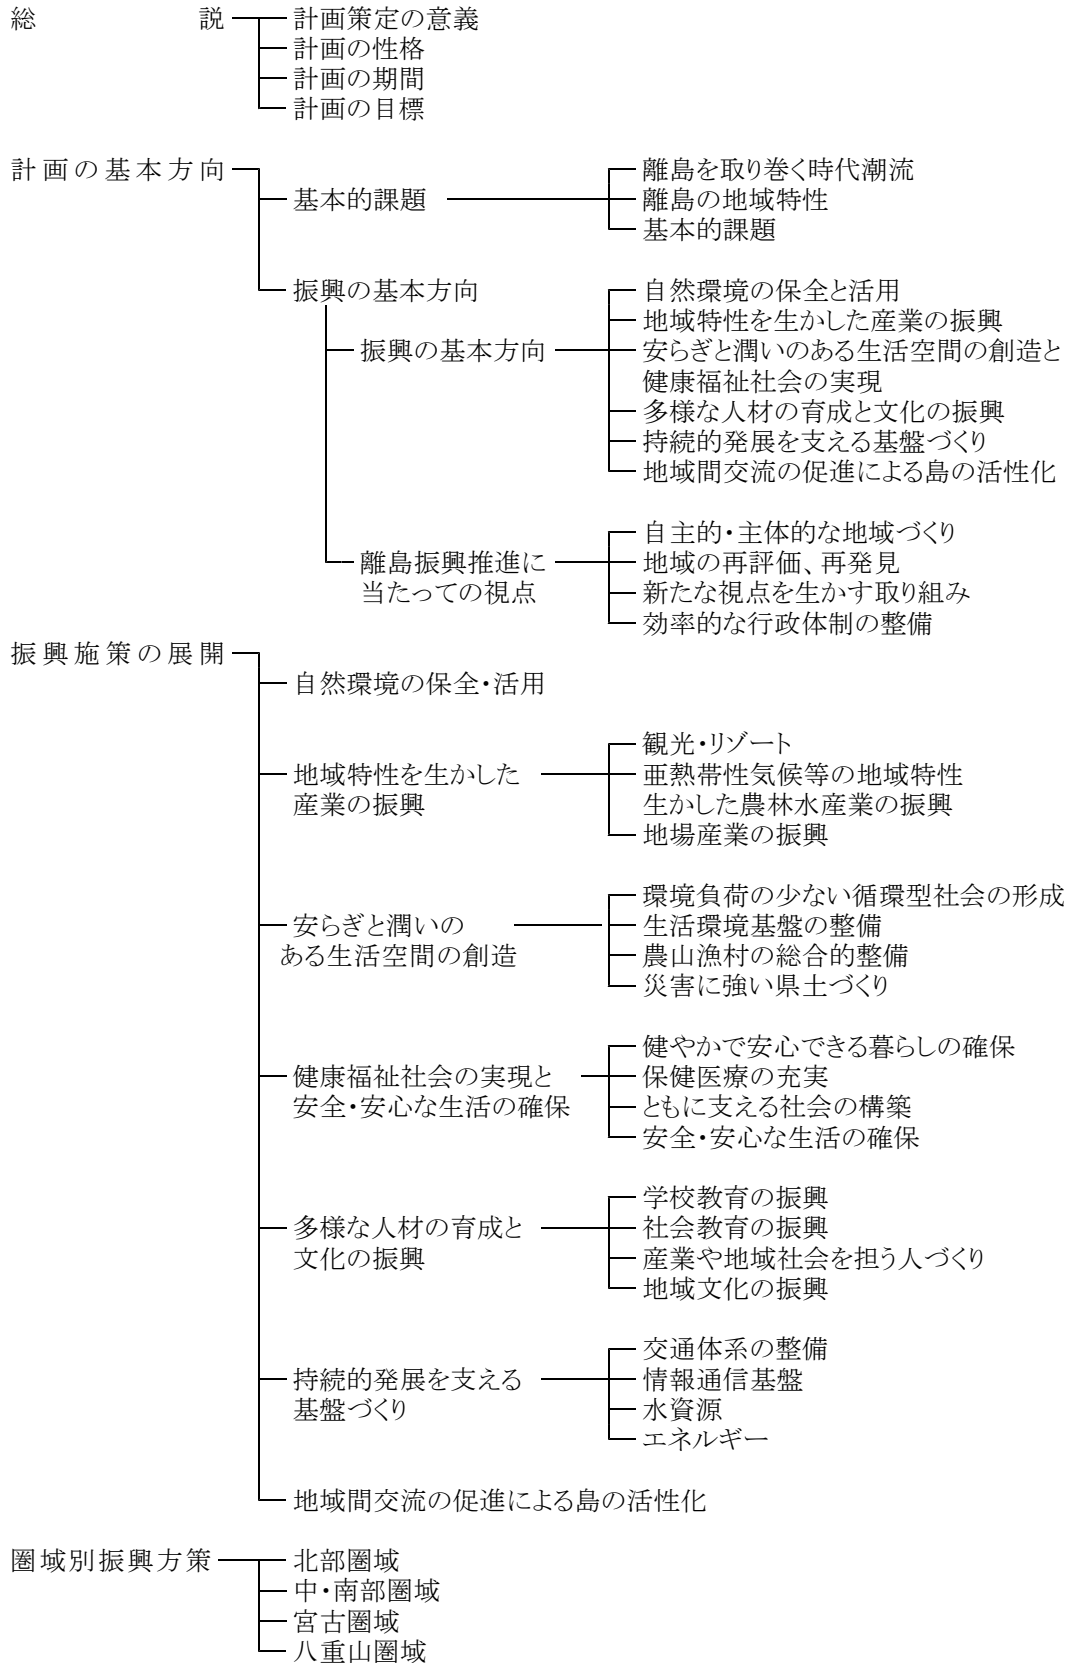 総　説　計画策定の意義
計画の性格
計画の期間
計画の目標
計画の基本方向　離島を取り巻く時代潮流
基本的課題　離島の地域特性
基本的課題
振興の基本方向　自然環境の保全と活用
地域特性を生かした産業の振興
振興の基本方向　安らぎと潤いのある生活空間の創造と
健康福祉社会の実現
多様な人材の育成と文化の振興
持続的発展を支える基盤づくり
地域間交流の促進による島の活性化
自主的・主体的な地域づくり
離島振興推進に　地域の再評価、再発見
当たっての視点　新たな視点を生かす取り組み
効率的な行政体制の整備
振興施策の展開
自然環境の保全・活用
観光・リゾート
地域特性を生かした　亜熱帯性気候等の地域特性
産業の振興　生かした農林水産業の振興
地場産業の振興
環境負荷の少ない循環型社会の形成
安らぎと潤いの　生活環境基盤の整備
ある生活空間の創造　農山漁村の総合的整備
災害に強い県土づくり
健やかで安心できる暮らしの確保
健康福祉社会の実現と　保健医療の充実
安全・安心な生活の確保　ともに支える社会の構築
安全・安心な生活の確保
学校教育の振興
多様な人材の育成と　社会教育の振興
文化の振興　産業や地域社会を担う人づくり
地域文化の振興
交通体系の整備
持続的発展を支える　情報通信基盤
基盤づくり　水資源
エネルギー
地域間交流の促進による島の活性化
圏域別振興方策　北部圏域
中・南部圏域
宮古圏域
八重山圏域